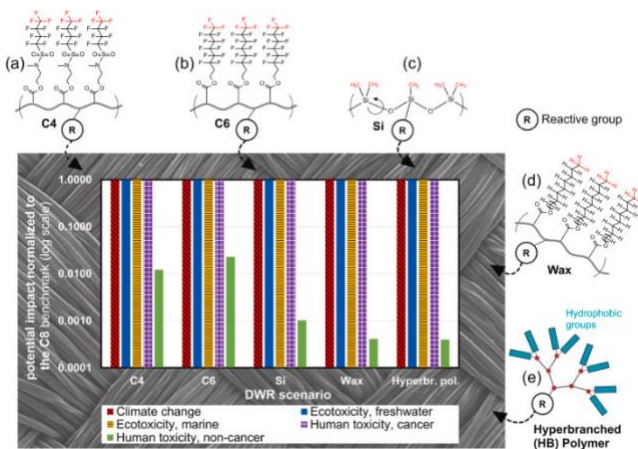 (a)
(b)
(c)
C4
C6
Si
R
R
R
R Reactive group
(d)
Wax
R
Hydrophobic
groups
(e)
R
Hyperbranched
(HB) Polymer
potential impact normalized to
the C8 benchmark (log scale)
1.0000
0.1000
0.0100
0.0010
0.0001
C4 C6 Si Wax Hyperbr. pol.
DWR scenario
Climate change
Ecotoxicity, freshwater
Ecotoxicity, marine
Human toxicity, cancer
Human toxicity, non-cancer